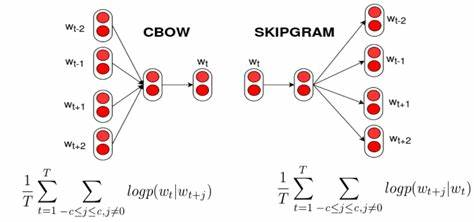 CBOW
w_{t-2}
w_{t-1}
w_{t+1}
w_{t+2}
w_t
\frac{1}{T} \sum_{t=1}^{T} \sum_{-c \leq j \leq c, j \neq 0} logp(w_t|w_{t+j})
SKIPGRAM
w_t
w_{t-2}
w_{t-1}
w_{t+1}
w_{t+2}
\frac{1}{T} \sum_{t=1}^{T} \sum_{-c \leq j \leq c, j \neq 0} logp(w_{t+j}|w_t)